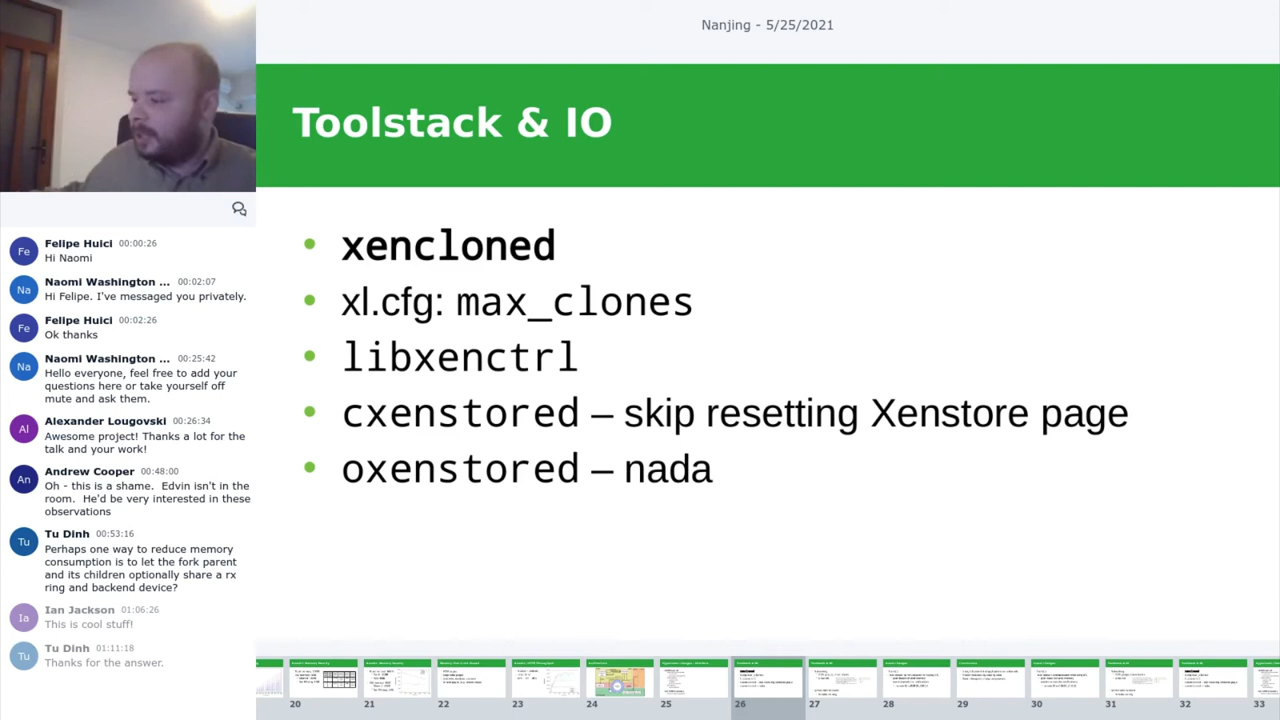 Nanjing - 5/25/2021
Toolstack & IO
xencloned
xl.cfg: max_clones
libxenctrl
cxenstored – skip resetting Xenstore page
oxenstored – nada
Fe
Felipe Huici 00:00:26
Hi Naomi
Na
Naomi Washington ... 00:02:07
Hi Felipe. I've messaged you privately.
Fe
Felipe Huici 00:02:26
Ok thanks
Na
Naomi Washington ... 00:25:42
Hello everyone, feel free to add your
questions here or take yourself off
mute and ask them.
Al
Alexander Lougovski 00:26:34
Awesome project! Thanks a lot for the
talk and your work!
An
Andrew Cooper 00:48:00
Oh - this is a shame.  Edvin isn't in the
room.  He'd be very interested in these
observations
Tu
Tu Dinh 00:53:16
Perhaps one way to reduce memory
consumption is to let the fork parent
and its children optionally share a rx
ring and backend device?
Ia
Ian Jackson 01:06:26
This is cool stuff!
Tu
Tu Dinh 01:11:18
Thanks for the answer.
20 21 22 23 24 25 26 27 28 29 30 31 32 33